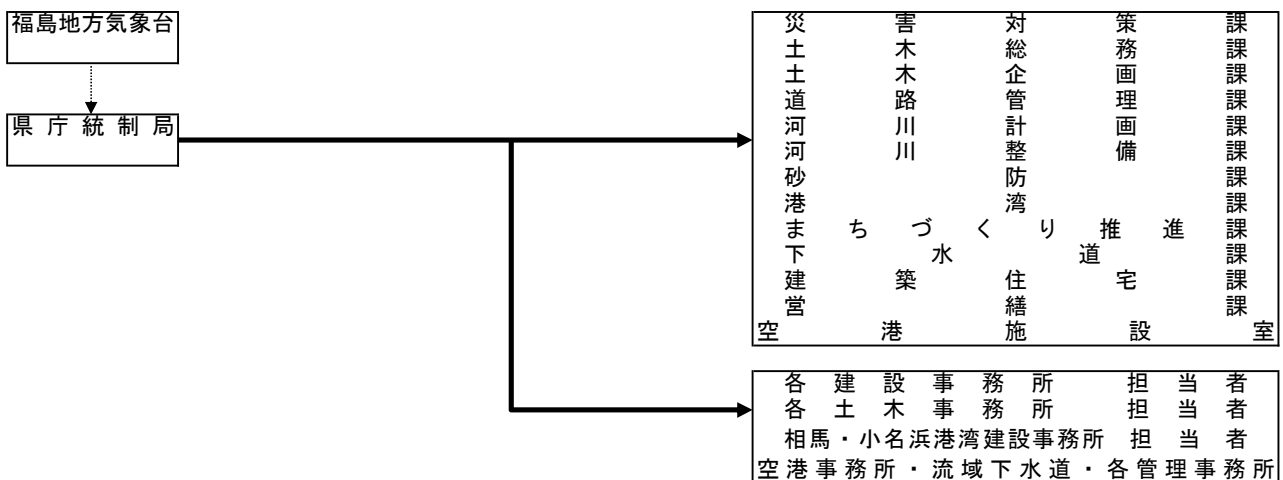 福島地方気象台
県庁統制局
災害対策課
土木総務課
土木企画課
道路管理課
河川計画課
河川整備課
砂防課
港湾課
まちづくり推進課
下水道課
建築住宅課
営繕課
空港施設室
各建設事務所 担当者
各土木事務所 担当者
相馬・小名浜港湾建設事務所 担当者
空港事務所・流域下水道・各管理事務所